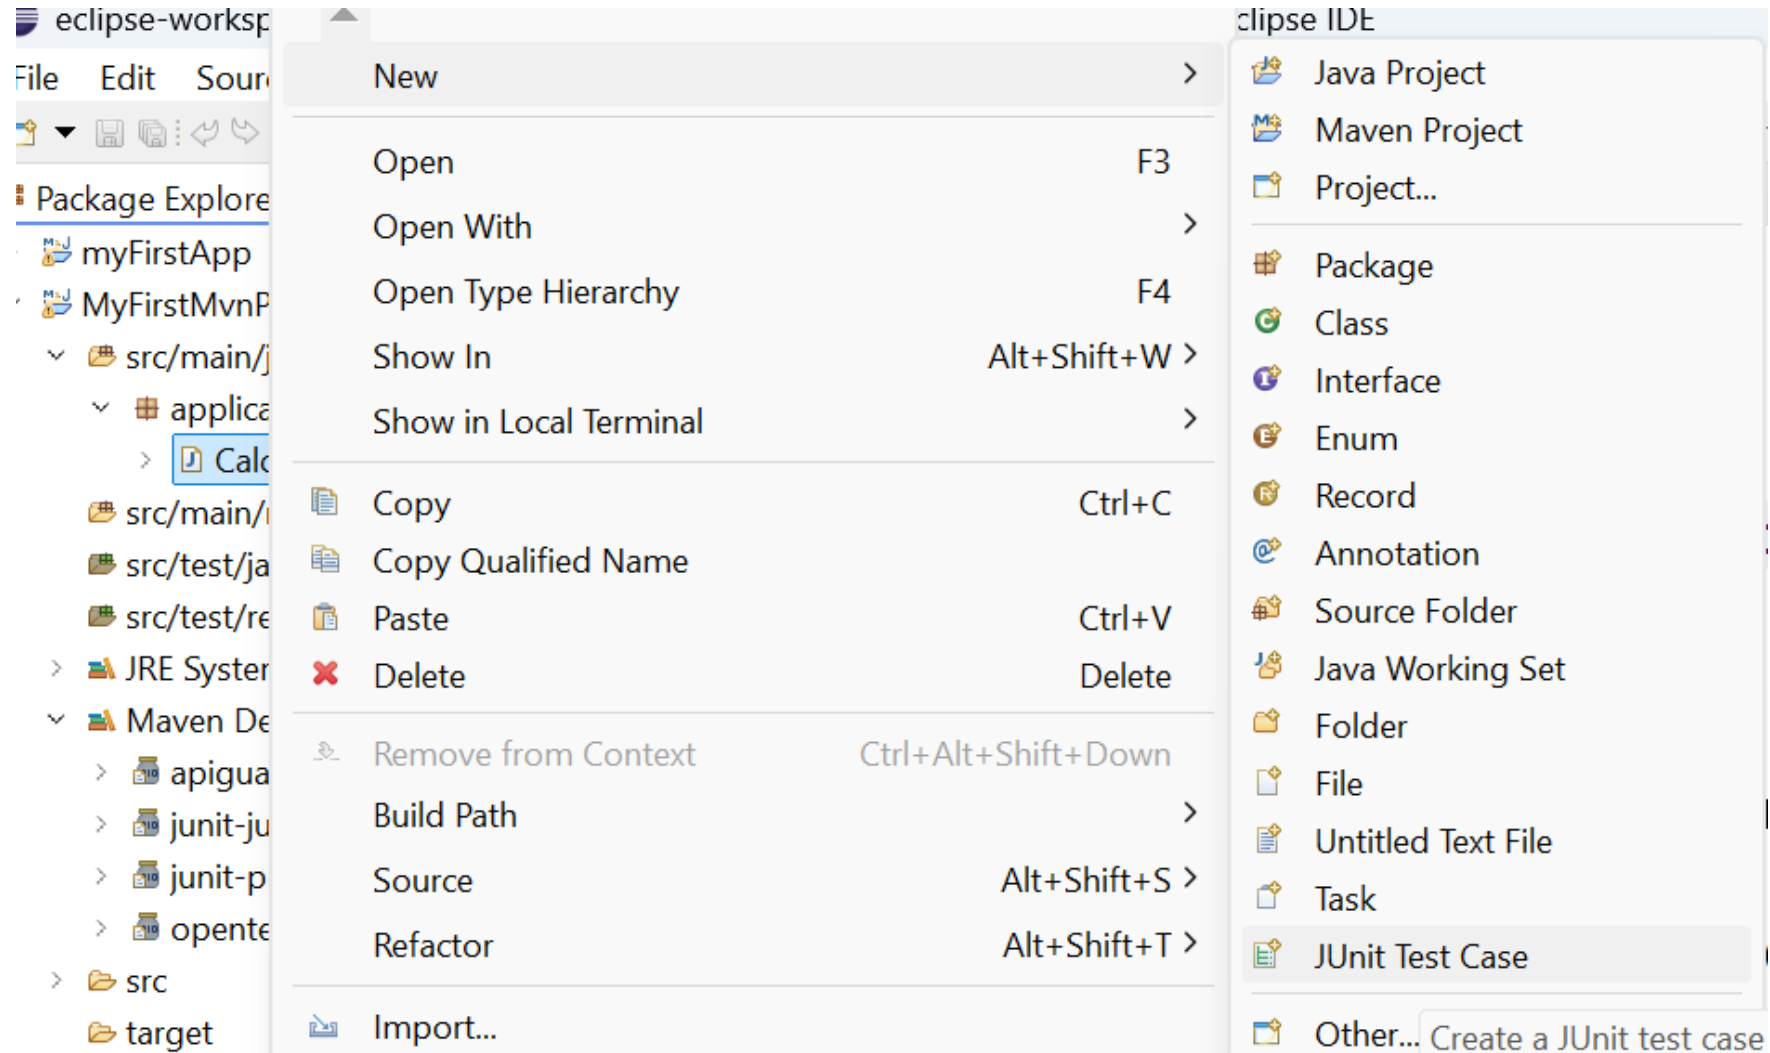 eclipse-worksp
clipse IDE
File Edit Sour
Package Explore
myFirstApp
MyFirstMvnP
src/main/j
applica
Calc
src/main/r
src/test/ja
src/test/re
JRE System
Maven De
apigua
junit-ju
junit-p
opente
src
target
New
Open F3
Open With
Open Type Hierarchy F4
Show In Alt+Shift+W
Show in Local Terminal
Copy Ctrl+C
Copy Qualified Name
Paste Ctrl+V
Delete Delete
Remove from Context Ctrl+Alt+Shift+Down
Build Path
Source Alt+Shift+S
Refactor Alt+Shift+T
Import...
Java Project
Maven Project
Project...
Package
Class
Interface
Enum
Record
Annotation
Source Folder
Java Working Set
Folder
File
Untitled Text File
Task
JUnit Test Case
Other...
Create a JUnit test case